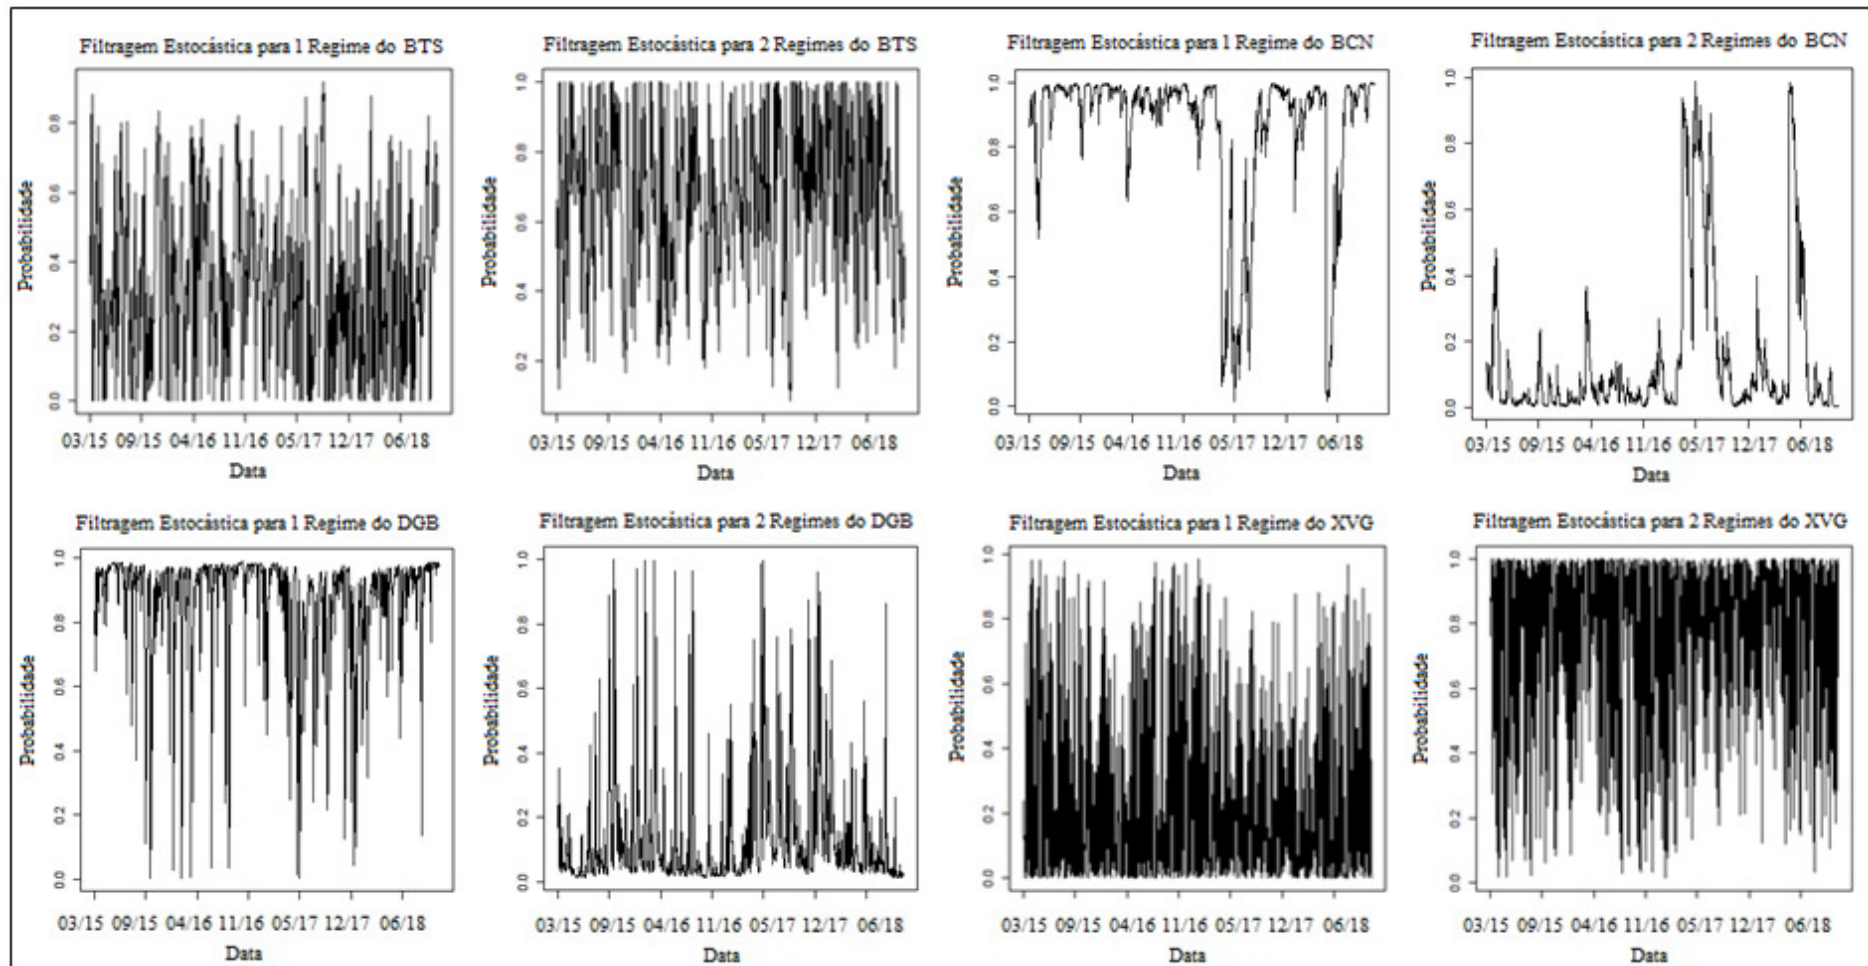 Filtragem Estocástica para 1 Regime do BTS
Probabilidade
0.8
0.6
0.4
0.2
0.0
03/15 09/15 04/16 11/16 05/17 12/17 06/18
Data
Filtragem Estocástica para 2 Regimes do BTS
Probabilidade
1.0
0.8
0.6
0.4
0.2
03/15 09/15 04/16 11/16 05/17 12/17 06/18
Data
Filtragem Estocástica para 1 Regime do BCN
Probabilidade
1.0
0.8
0.6
0.4
0.2
0.0
03/15 09/15 04/16 11/16 05/17 12/17 06/18
Data
Filtragem Estocástica para 2 Regimes do BCN
Probabilidade
1.0
0.8
0.6
0.4
0.2
0.0
03/15 09/15 04/16 11/16 05/17 12/17 06/18
Data
Filtragem Estocástica para 1 Regime do DGB
Probabilidade
1.0
0.8
0.6
0.4
0.2
0.0
03/15 09/15 04/16 11/16 05/17 12/17 06/18
Data
Filtragem Estocástica para 2 Regimes do DGB
Probabilidade
1.0
0.8
0.6
0.4
0.2
0.0
03/15 09/15 04/16 11/16 05/17 12/17 06/18
Data
Filtragem Estocástica para 1 Regime do XVG
Probabilidade
1.0
0.8
0.6
0.4
0.2
0.0
03/15 09/15 04/16 11/16 05/17 12/17 06/18
Data
Filtragem Estocástica para 2 Regimes do XVG
Probabilidade
1.0
0.8
0.6
0.4
0.2
0.0
03/15 09/15 04/16 11/16 05/17 12/17 06/18
Data